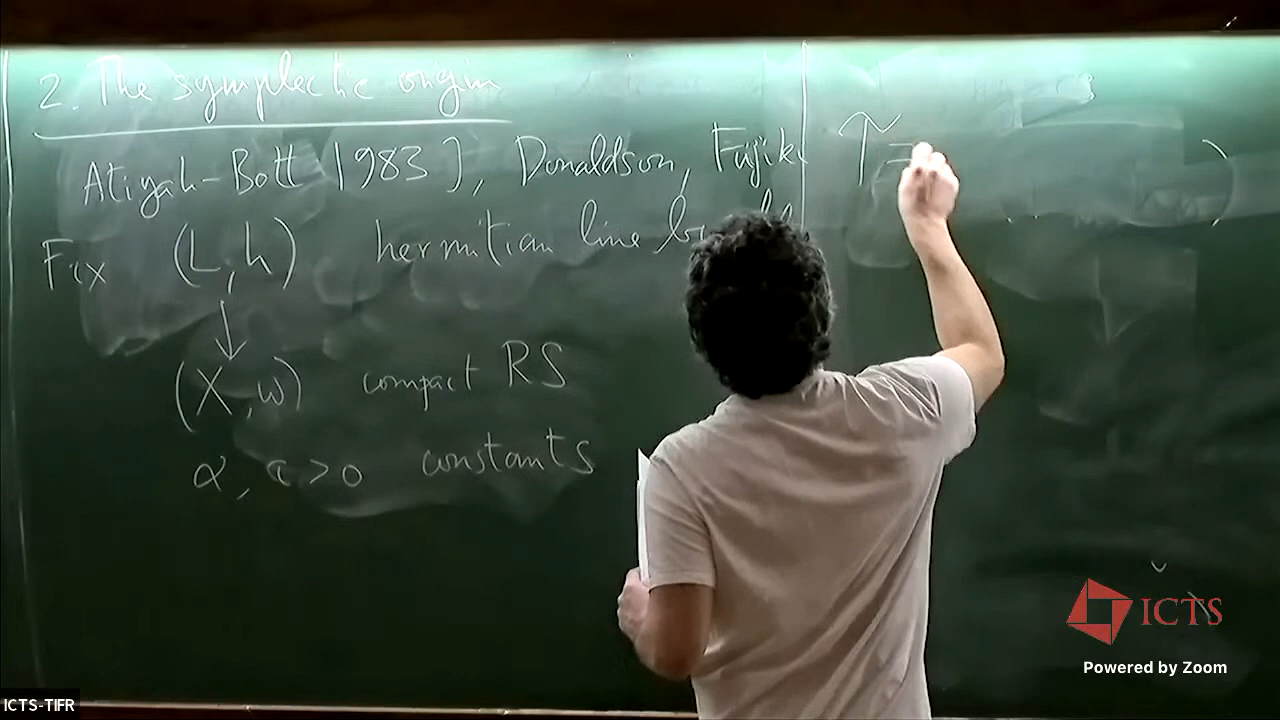 2. The symplectic origin
Atiyah-Bott [1983], Donaldson, Fujiki
Fix (L, h) hermitian line
↓
(X, ω) compact RS
α, τ > 0 constants
ICTS
Powered by Zoom
ICTS-TIFR